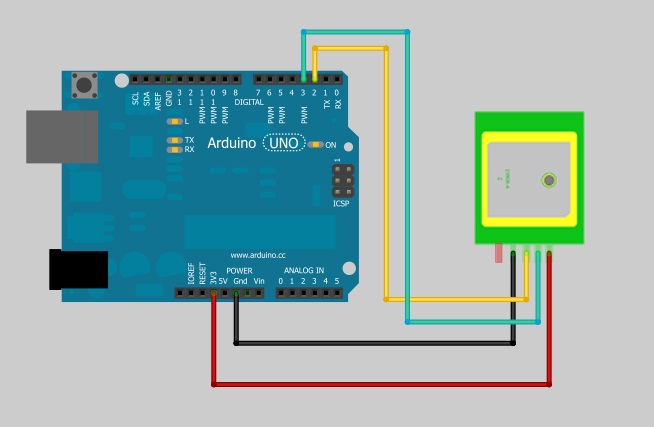 SCL
SDA
AREF
GND
13
12
PWM 11
PWM 10
PWM 9
8
7
PWM 6
PWM 5
4
PWM 3
2
TX 1
RX 0
DIGITAL
L
TX
RX
Arduino UNO
ON
1
ICSP
www.arduino.cc
POWER
ANALOG IN
IOREF
RESET
3V3
5V
Gnd
Vin
0 1 2 3 4 5